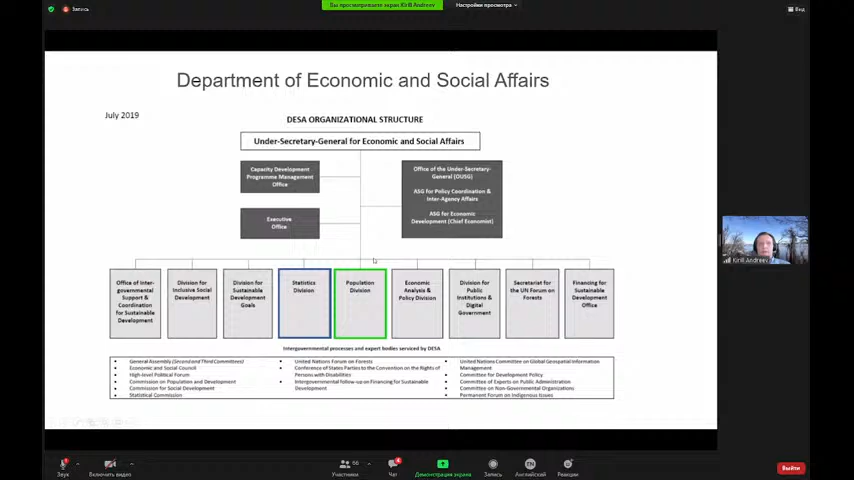 Запись
Вы просматриваете экран Kirill Andreev
Настройки просмотра
Вид
Department of Economic and Social Affairs
July 2019
DESA ORGANIZATIONAL STRUCTURE
Under-Secretary-General for Economic and Social Affairs
Capacity Development
Programme Management
Office
Office of the Under-Secretary-
General (OUSG)
ASG for Policy Coordination &
Inter-Agency Affairs
ASG for Economic
Development (Chief Economist)
Executive
Office
Office of Inter-
governmental
Support &
Coordination
for Sustainable
Development
Division for
Inclusive Social
Development
Division for
Sustainable
Development
Goals
Statistics
Division
Population
Division
Economic
Analysis &
Policy Division
Division for
Public
Institutions &
Digital
Government
Secretariat for
the UN Forum on
Forests
Financing for
Sustainable
Development
Office
Intergovernmental processes and expert bodies serviced by DESA
• General Assembly (Second and Third Committees)
• Economic and Social Council
• High-level Political Forum
• Commission on Population and Development
• Commission for Social Development
• Statistical Commission
• United Nations Forum on Forests
• Conference of States Parties to the Convention on the Rights of
Persons with Disabilities
• Intergovernmental follow-up on Financing for Sustainable
Development
• United Nations Committee on Global Geospatial Information
Management
• Committee for Development Policy
• Committee of Experts on Public Administration
• Committee on Non-Governmental Organizations
• Permanent Forum on Indigenous Issues
Kirill Andreev
Звук
Включить видео
66
Участники
Чат
Демонстрация экрана
Запись
EN
Английский
Реакции
Выйти